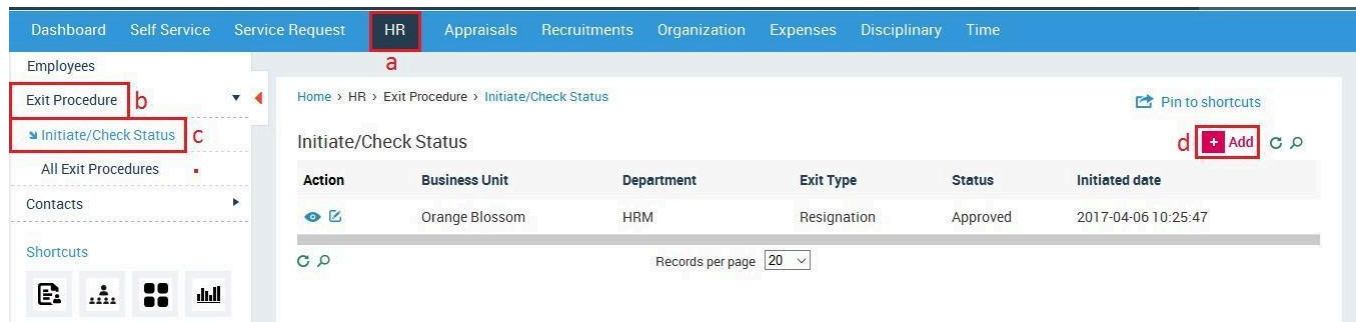 Dashboard Self Service Service Request HR Appraisals Recruitments Organization Expenses Disciplinary Time
a
Employees
Exit Procedure b
Initiate/Check Status c
All Exit Procedures
Contacts
Shortcuts
Home > HR > Exit Procedure > Initiate/Check Status
Pin to shortcuts
Initiate/Check Status
d + Add
Action Business Unit Department Exit Type Status Initiated date
Orange Blossom HRM Resignation Approved 2017-04-06 10:25:47
Records per page 20